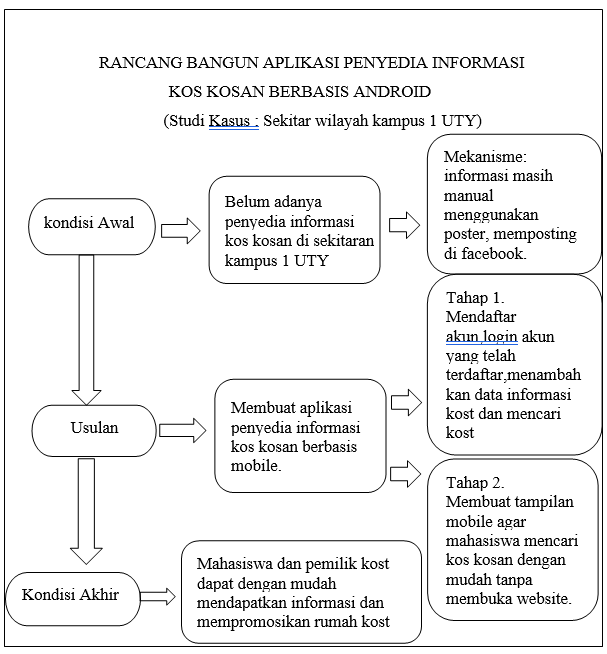 RANCANG BANGUN APLIKASI PENYEDIA INFORMASI
KOS KOSAN BERBASIS ANDROID
(Studi Kasus : Sekitar wilayah kampus 1 UTY)
kondisi Awal
Belum adanya
penyedia informasi
kos kosan di sekitaran
kampus 1 UTY
Mekanisme:
informasi masih
manual
menggunakan
poster, memposting
di facebook.
Usulan
Membuat aplikasi
penyedia informasi
kos kosan berbasis
mobile.
Tahap 1.
Mendaftar
akun,login akun
yang telah
terdaftar,menambah
kan data informasi
kost dan mencari
kost
Tahap 2.
Membuat tampilan
mobile agar
mahasiswa mencari
kos kosan dengan
mudah tanpa
membuka website.
Kondisi Akhir
Mahasiswa dan pemilik kost
dapat dengan mudah
mendapatkan informasi dan
mempromosikan rumah kost